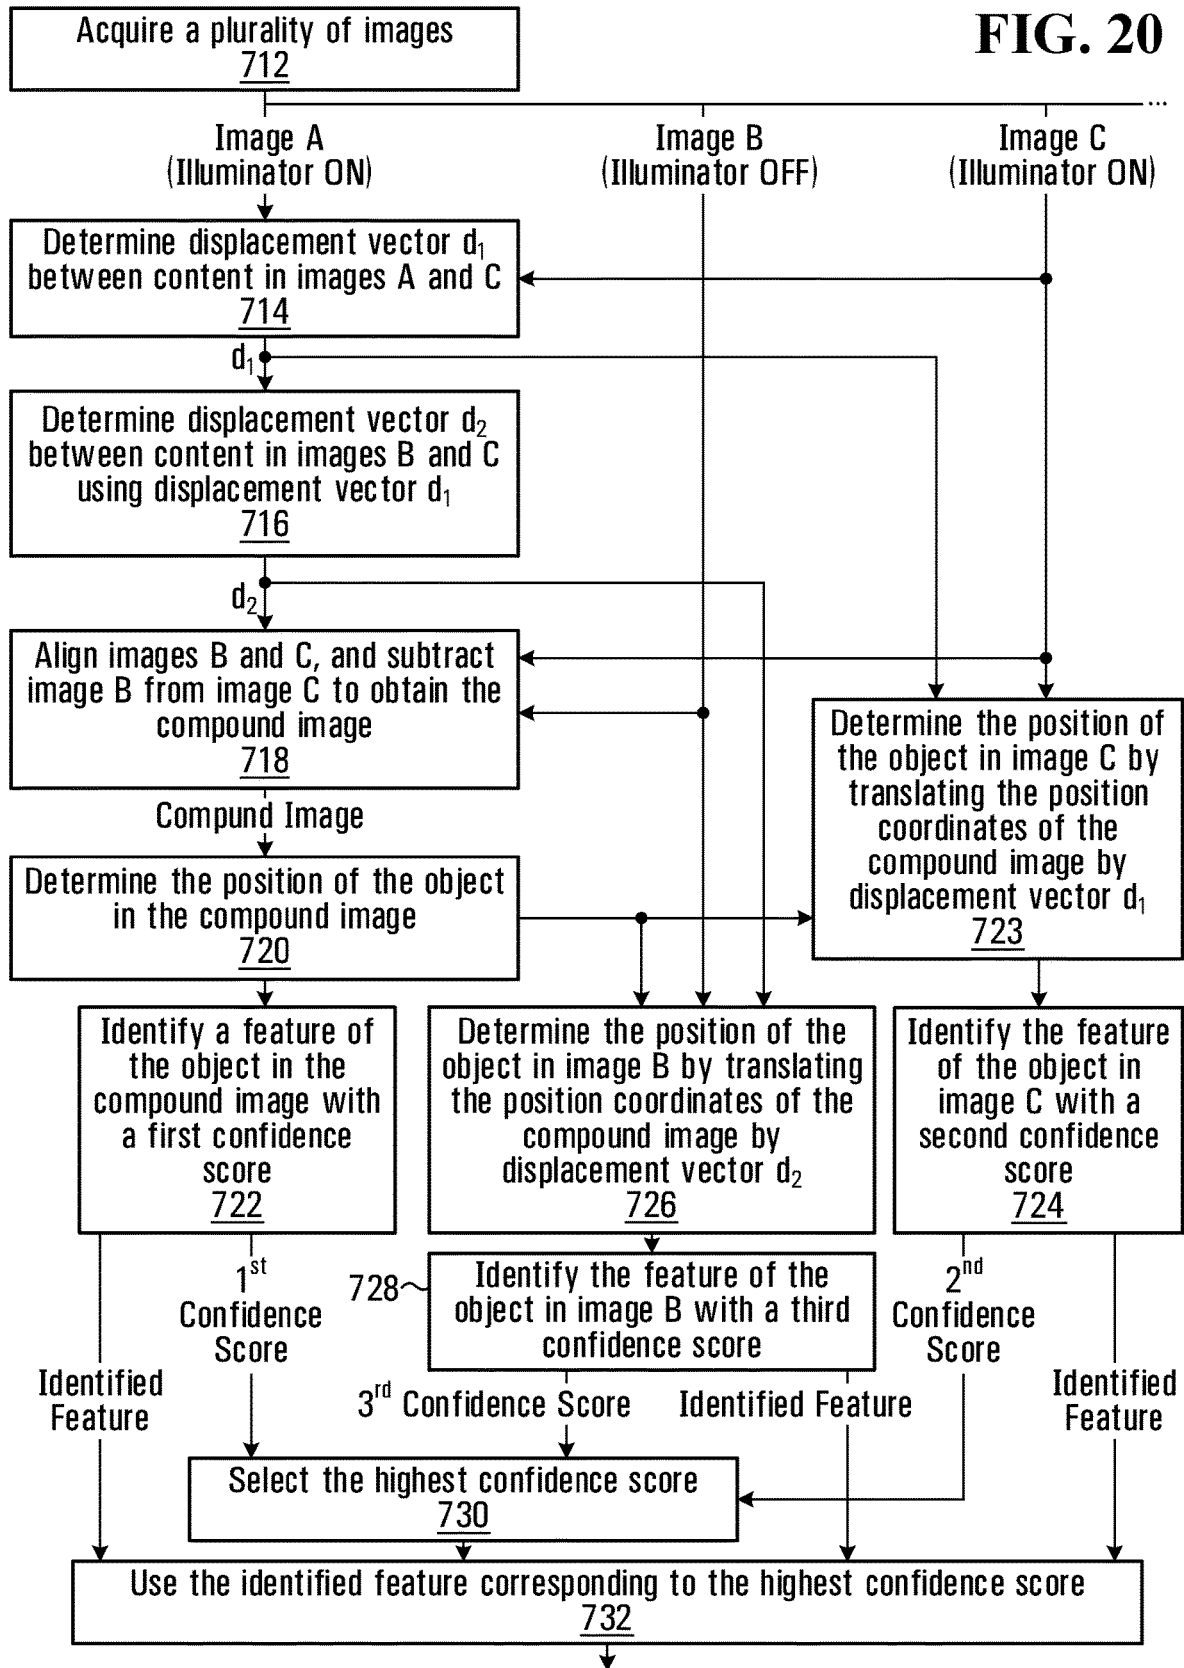 FIG. 20
Acquire a plurality of images
712
...
Image A
(Illuminator ON)
Image B
(Illuminator OFF)
Image C
(Illuminator ON)
Determine displacement vector d₁
between content in images A and C
714
d₁
Determine displacement vector d₂
between content in images B and C
using displacement vector d₁
716
d₂
Align images B and C, and subtract
image B from image C to obtain the
compound image
718
Compund Image
Determine the position of the object
in the compound image
720
Determine the position of
the object in image C by
translating the position
coordinates of the
compound image by
displacement vector d₁
723
Identify a feature of
the object in the
compound image with
a first confidence
score
722
Determine the position of the
object in image B by translating
the position coordinates of the
compound image by
displacement vector d₂
726
Identify the feature
of the object in
image C with a
second confidence
score
724
1st
Confidence
Score
728
Identify the feature of the
object in image B with a third
confidence score
2nd
Confidence
Score
Identified
Feature
3rd Confidence Score
Identified Feature
Identified
Feature
Select the highest confidence score
730
Use the identified feature corresponding to the highest confidence score
732